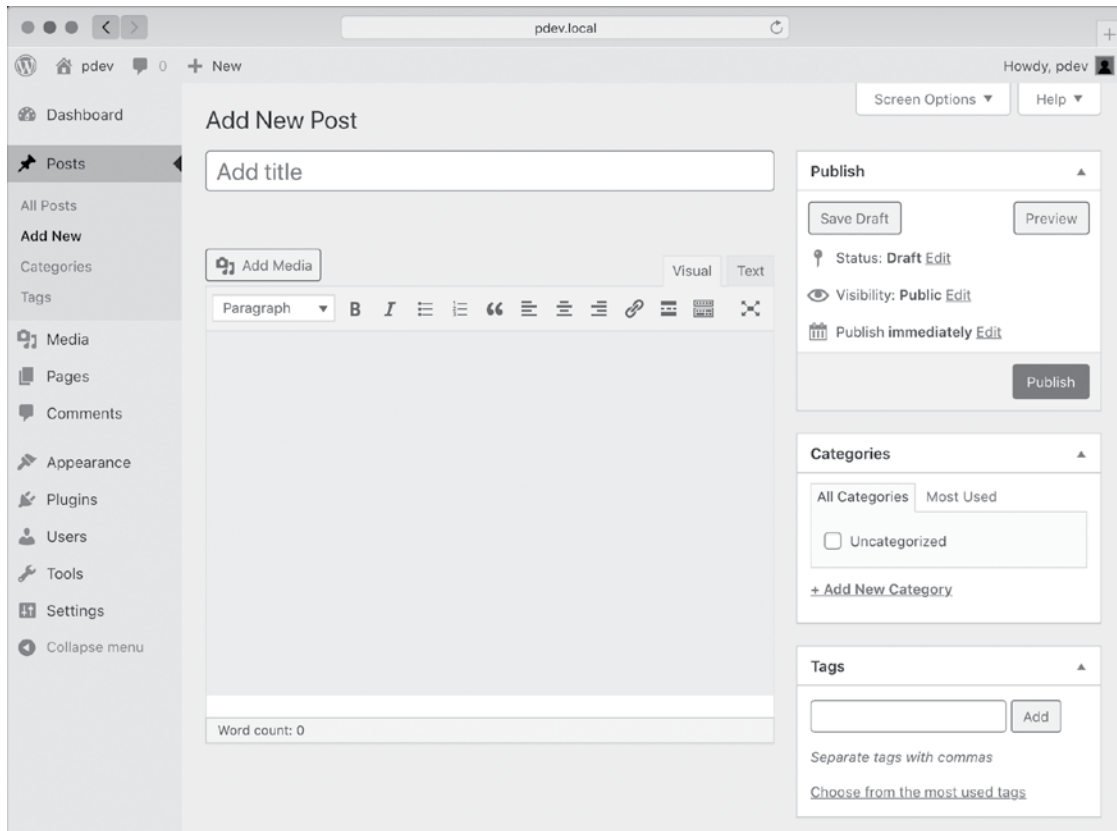 pdev.local
pdev 0 + New
Howdy, pdev
Screen Options ▼
Help ▼
Dashboard
Posts
All Posts
Add New
Categories
Tags
Media
Pages
Comments
Appearance
Plugins
Users
Tools
Settings
Collapse menu
Add New Post
Add title
Add Media
Visual
Text
Paragraph ▼
B I
Word count: 0
Publish
Save Draft
Preview
Status: Draft Edit
Visibility: Public Edit
Publish immediately Edit
Publish
Categories
All Categories
Most Used
Uncategorized
+ Add New Category
Tags
Add
Separate tags with commas
Choose from the most used tags